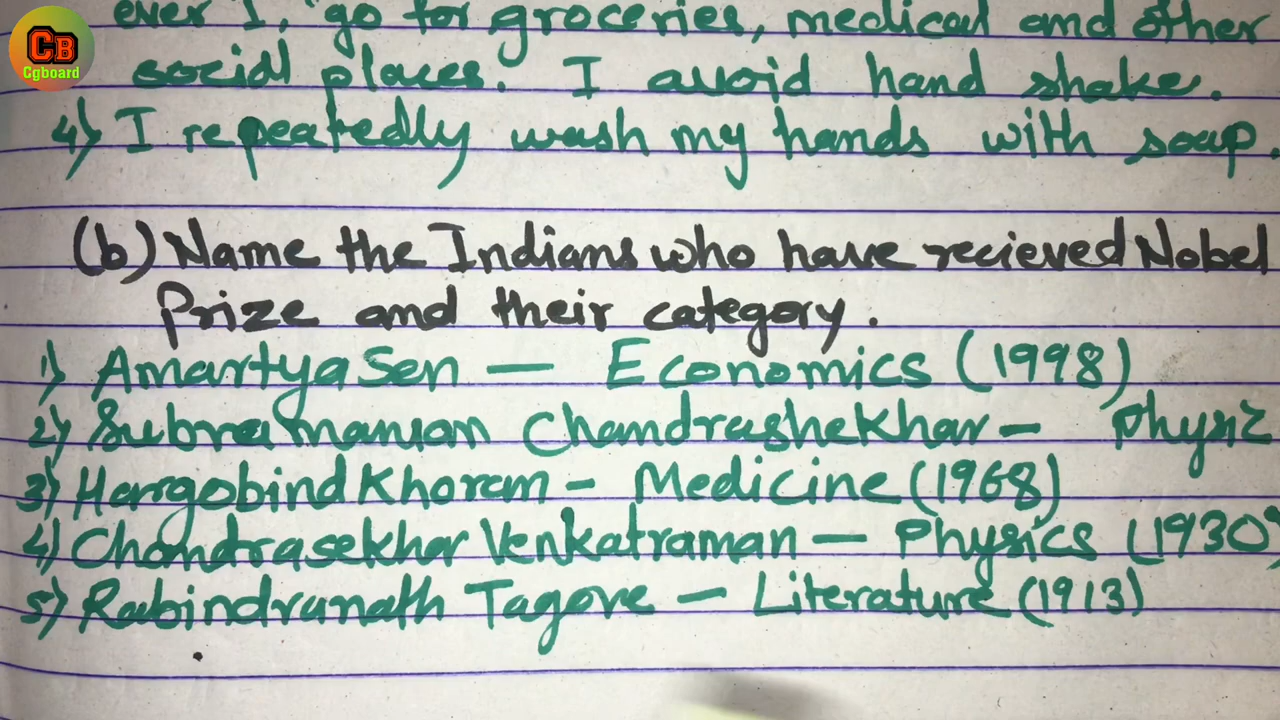 CB
Cgboard
ever I, go for groceries, medical and other
social places. I avoid hand shake.
4) I repeatedly wash my hands with soap.
(b) Name the Indians who have recieved Nobel
Prize and their category.
1) Amartya Sen — Economics (1998)
2) Subramanian Chandrashekhar - Physic
3) Hargobind Khoram - Medicine (1968)
4) Chandrasekhar Venkatraman — Physics (1930)
5) Rabindranath Tagore — Literature (1913)